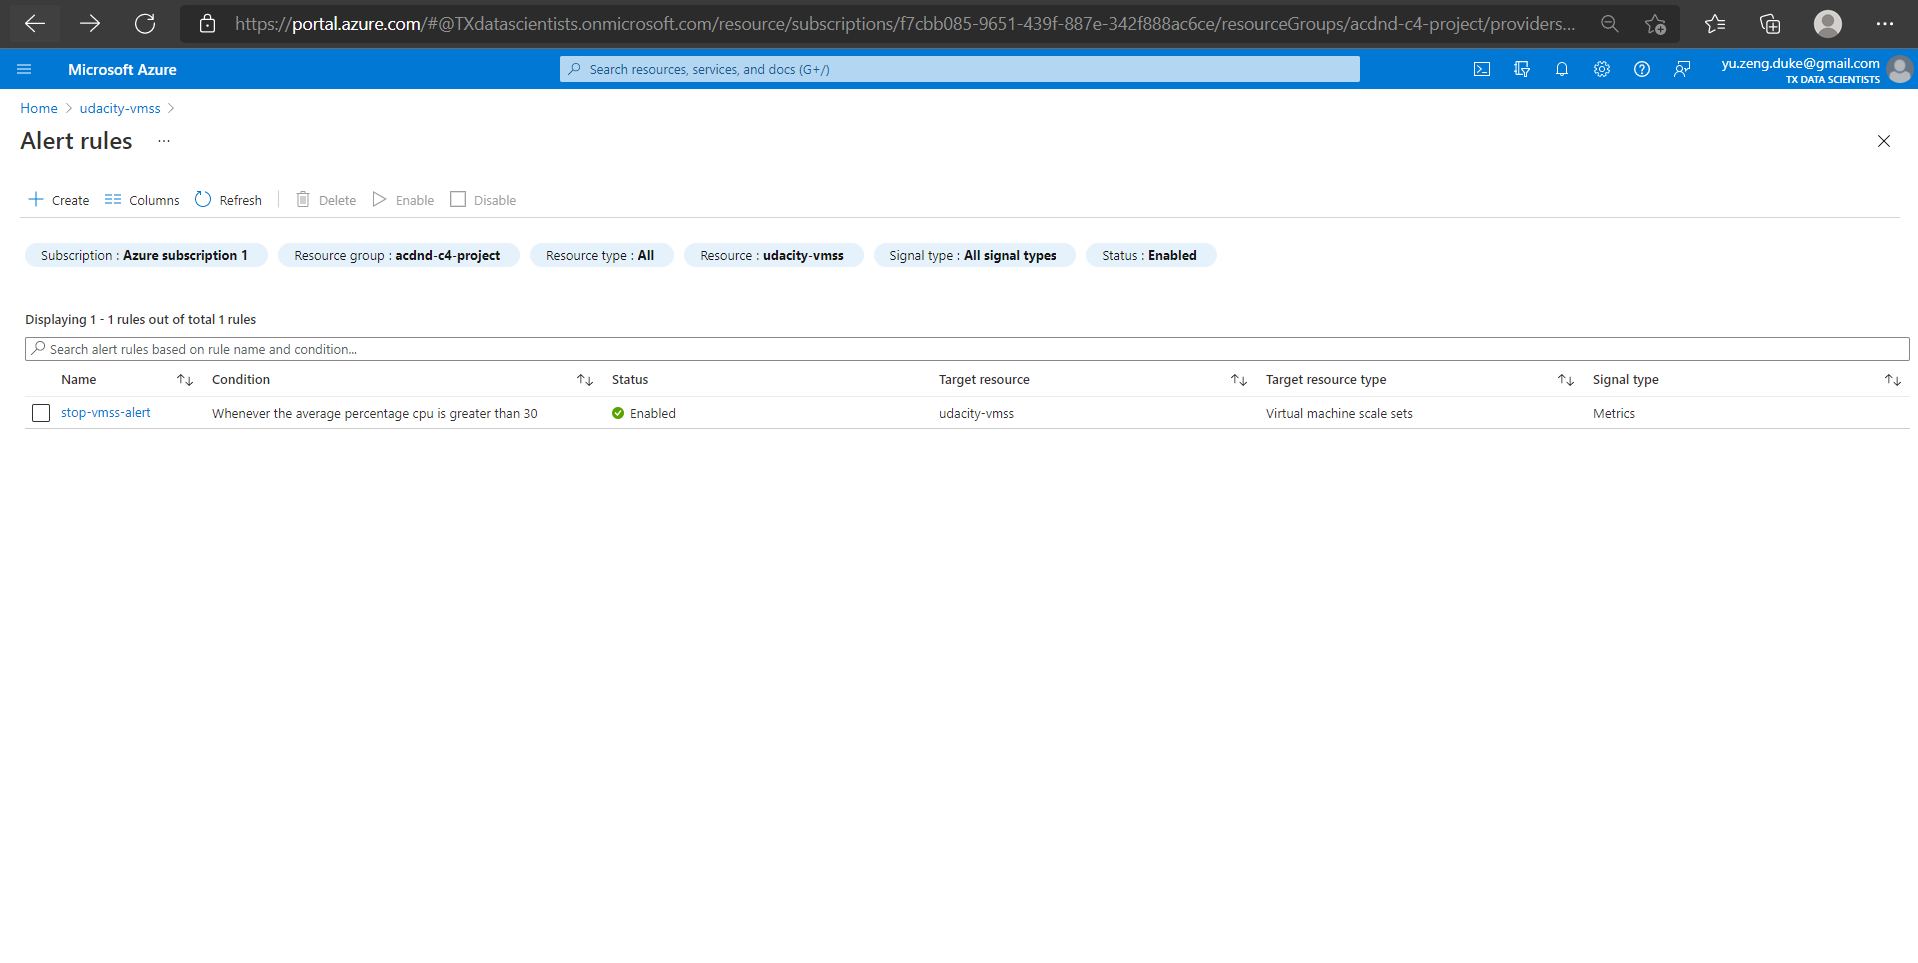 https://portal.azure.com/#@TXdatascientists.onmicrosoft.com/resource/subscriptions/f7cbb085-9651-439f-887e-342f888ac6ce/resourceGroups/acdnd-c4-project/providers...
Microsoft Azure
Search resources, services, and docs (G+/)
yu.zeng.duke@gmail.com
TX DATA SCIENTISTS
Home > udacity-vmss >
Alert rules ...
Create Columns Refresh Delete Enable Disable
Subscription : Azure subscription 1 Resource group : acdnd-c4-project Resource type : All Resource : udacity-vmss Signal type : All signal types Status : Enabled
Displaying 1 - 1 rules out of total 1 rules
Search alert rules based on rule name and condition...
Name Condition Status Target resource Target resource type Signal type
stop-vmss-alert Whenever the average percentage cpu is greater than 30 Enabled udacity-vmss Virtual machine scale sets Metrics